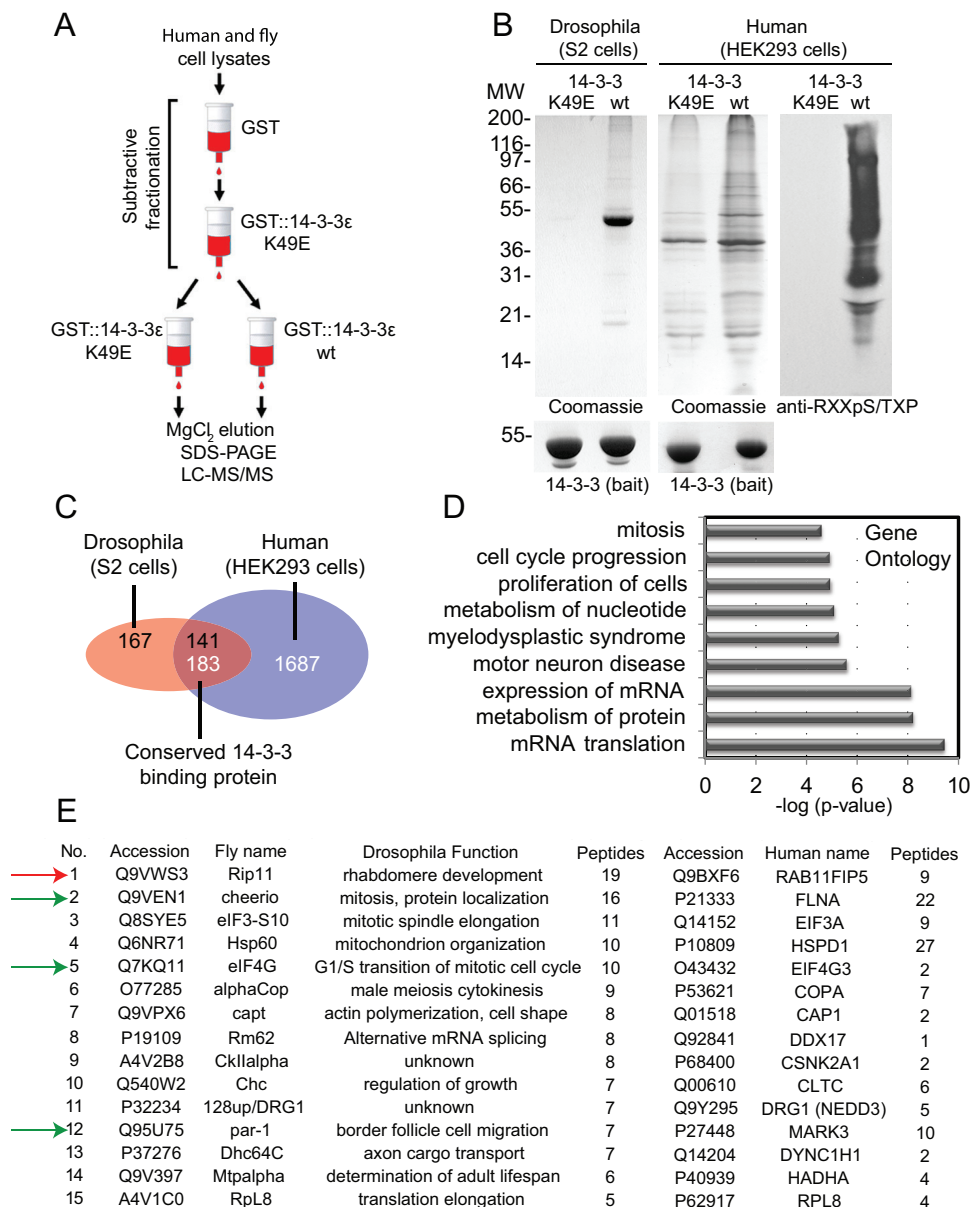 A
Human and fly
cell lysates
GST
Subtractive
fractionation
GST::14-3-3ε
K49E
GST::14-3-3ε
K49E
GST::14-3-3ε
wt
MgCl₂ elution
SDS-PAGE
LC-MS/MS
B
Drosophila
(S2 cells)
Human
(HEK293 cells)
14-3-3
K49E wt
14-3-3
K49E wt
14-3-3
K49E wt
MW
200-
116-
97-
66-
55-
36-
31-
21-
14-
Coomassie
Coomassie
anti-RXXpS/TXP
55-
14-3-3 (bait)
14-3-3 (bait)
C
Drosophila
(S2 cells)
Human
(HEK293 cells)
167
141
183
1687
Conserved 14-3-3
binding protein
D
Gene
Ontology
mitosis
cell cycle progression
proliferation of cells
metabolism of nucleotide
myelodysplastic syndrome
motor neuron disease
expression of mRNA
metabolism of protein
mRNA translation
0 2 4 6 8 10
-log (p-value)
E
No. Accession Fly name Drosophila Function Peptides Accession Human name Peptides
1 Q9VWS3 Rip11 rhabdomere development 19 Q9BXF6 RAB11FIP5 9
2 Q9VEN1 cheerio mitosis, protein localization 16 P21333 FLNA 22
3 Q8SYE5 eIF3-S10 mitotic spindle elongation 11 Q14152 EIF3A 9
4 Q6NR71 Hsp60 mitochondrion organization 10 P10809 HSPD1 27
5 Q7KQ11 eIF4G G1/S transition of mitotic cell cycle 10 O43432 EIF4G3 2
6 O77285 alphaCop male meiosis cytokinesis 9 P53621 COPA 7
7 Q9VPX6 capt actin polymerization, cell shape 8 Q01518 CAP1 2
8 P19109 Rm62 Alternative mRNA splicing 8 Q92841 DDX17 1
9 A4V2B8 CkIIalpha unknown 8 P68400 CSNK2A1 2
10 Q540W2 Chc regulation of growth 7 Q00610 CLTC 6
11 P32234 128up/DRG1 unknown 7 Q9Y295 DRG1 (NEDD3) 5
12 Q95U75 par-1 border follicle cell migration 7 P27448 MARK3 10
13 P37276 Dhc64C axon cargo transport 7 Q14204 DYNC1H1 2
14 Q9V397 Mtpalpha determination of adult lifespan 6 P40939 HADHA 4
15 A4V1C0 RpL8 translation elongation 5 P62917 RPL8 4